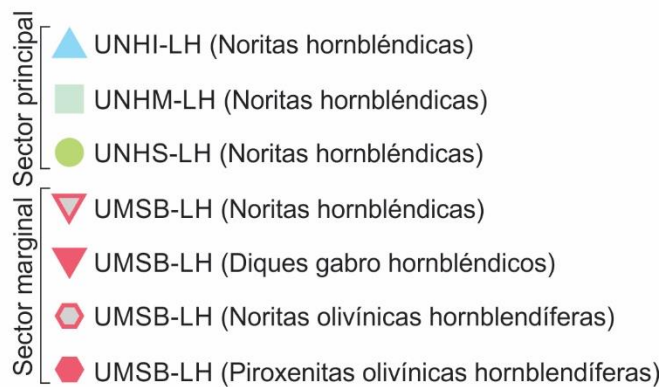 Sector principal
UNHI-LH (Noritas hornbléndicas)
UNHM-LH (Noritas hornbléndicas)
UNHS-LH (Noritas hornbléndicas)
Sector marginal
UMSB-LH (Noritas hornbléndicas)
UMSB-LH (Diques gabro hornbléndicos)
UMSB-LH (Noritas olivínicas hornblendíferas)
UMSB-LH (Piroxenitas olivínicas hornblendíferas)